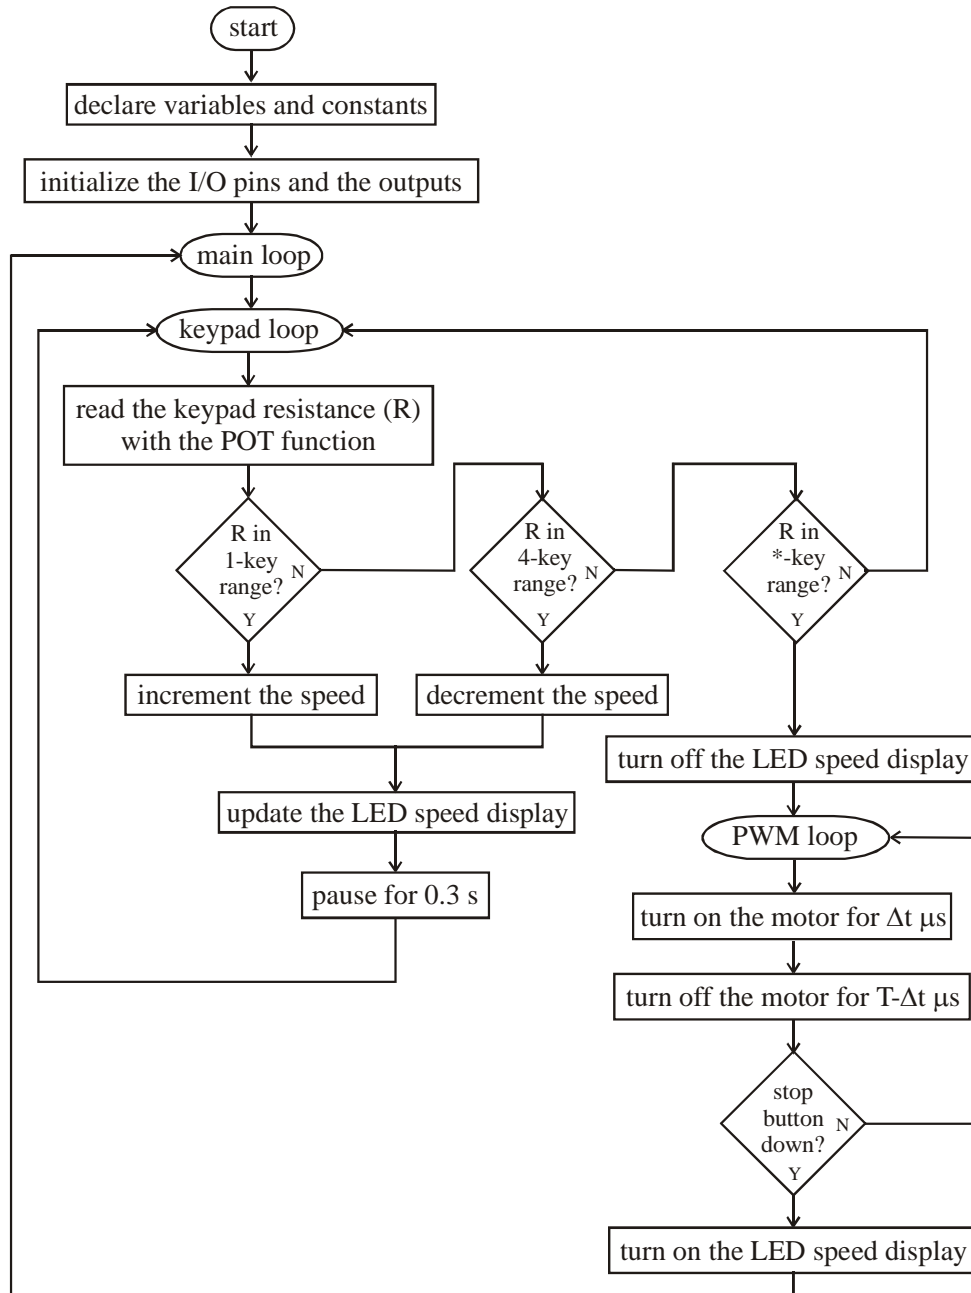 start
declare variables and constants
initialize the I/O pins and the outputs
main loop
keypad loop
read the keypad resistance (R)
with the POT function
R in
1-key
range?
N
Y
R in
4-key
range?
N
Y
R in
*-key
range?
N
Y
increment the speed
decrement the speed
update the LED speed display
pause for 0.3 s
turn off the LED speed display
PWM loop
turn on the motor for Δt μs
turn off the motor for T-Δt μs
stop
button
down?
N
Y
turn on the LED speed display